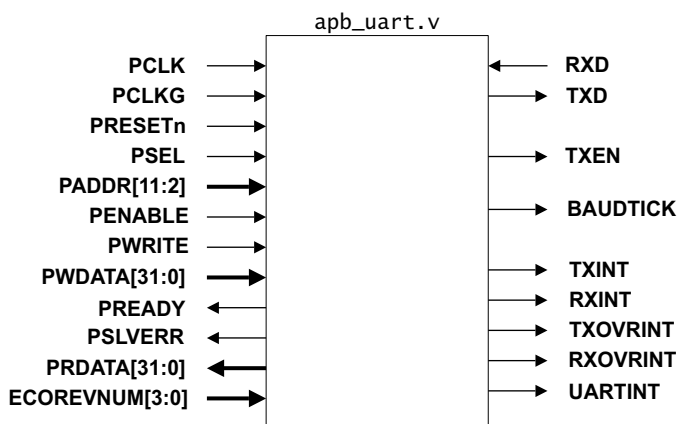 apb_uart.v
PCLK
PCLKG
PRESETn
PSEL
PADDR[11:2]
PENABLE
PWRITE
PWDATA[31:0]
PREADY
PSLVERR
PRDATA[31:0]
ECOREVNUM[3:0]
RXD
TXD
TXEN
BAUDTICK
TXINT
RXINT
TXOVRINT
RXOVRINT
UARTINT